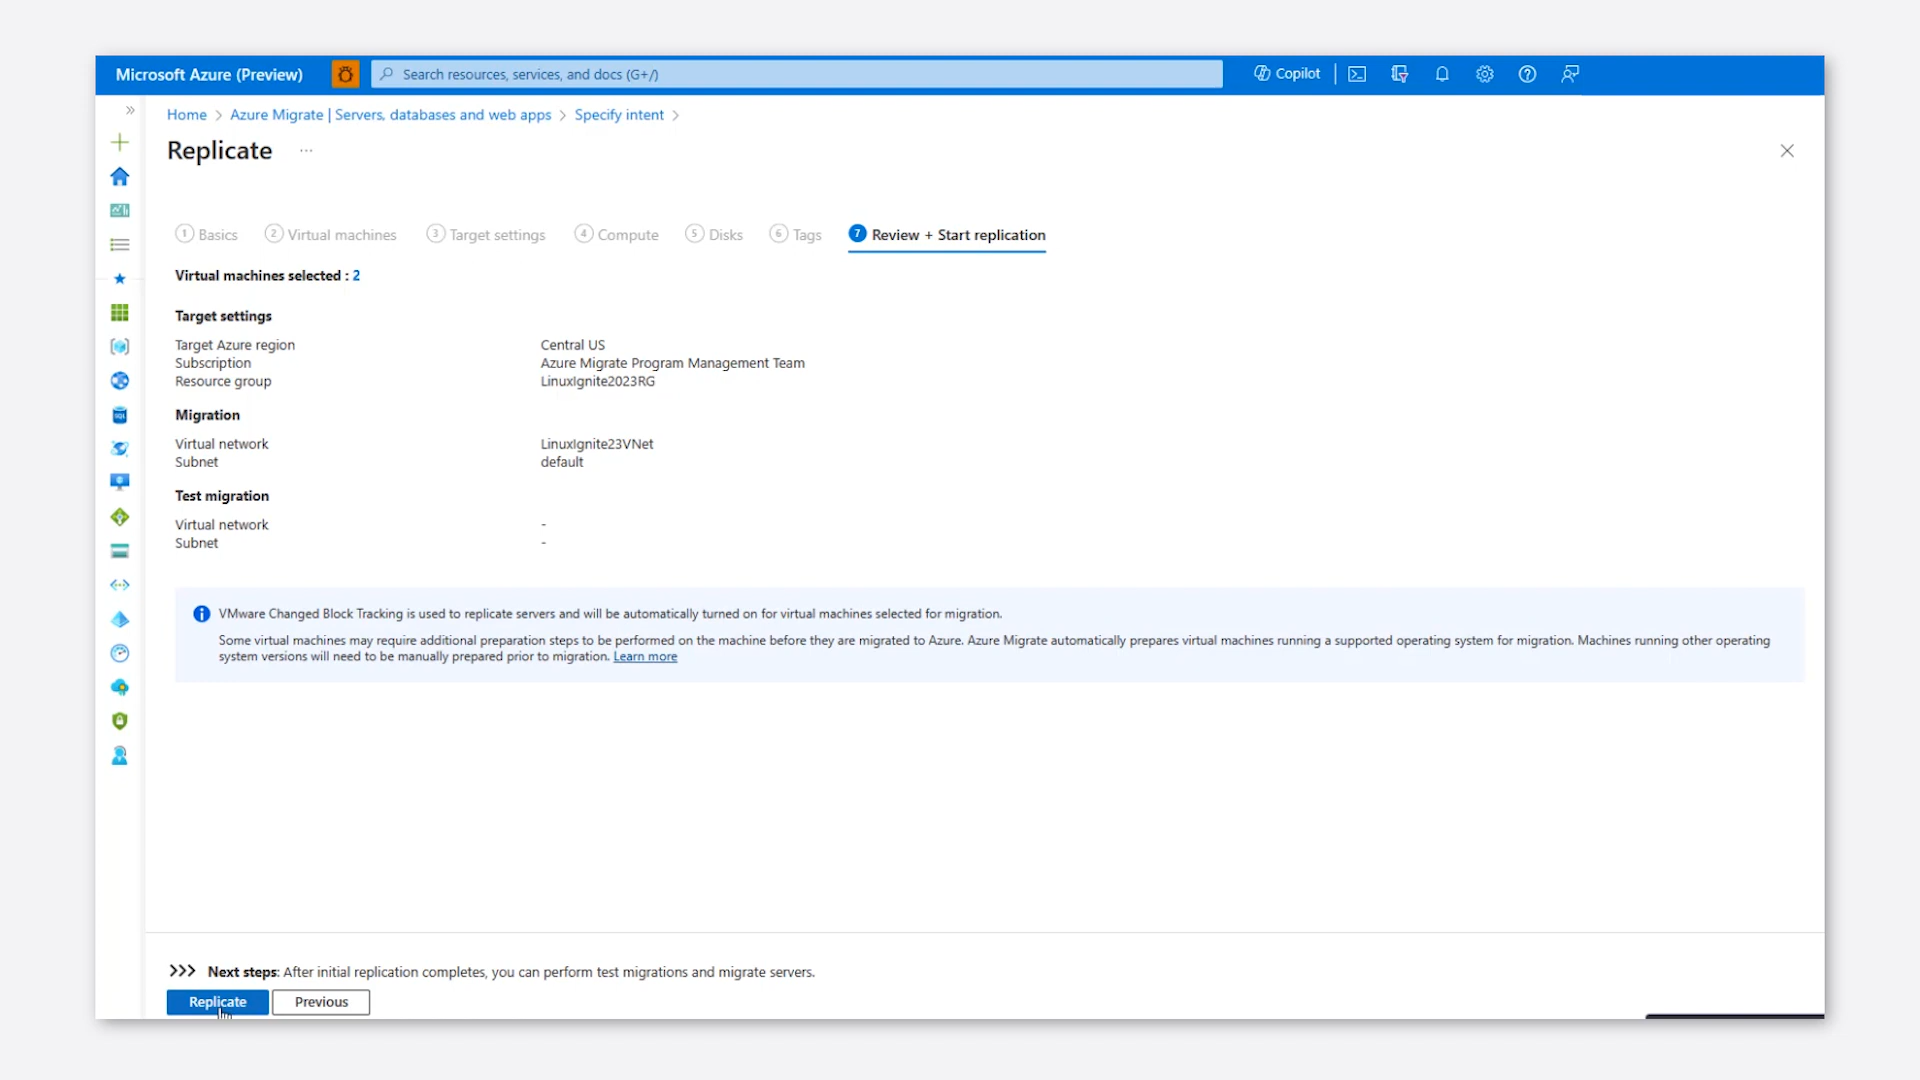 Microsoft Azure (Preview)
Search resources, services, and docs (G+/)
Copilot
Home > Azure Migrate | Servers, databases and web apps > Specify intent >
Replicate ...
1 Basics 2 Virtual machines 3 Target settings 4 Compute 5 Disks 6 Tags 7 Review + Start replication
Virtual machines selected : 2
Target settings
Target Azure region Central US
Subscription Azure Migrate Program Management Team
Resource group LinuxIgnite2023RG
Migration
Virtual network LinuxIgnite23VNet
Subnet default
Test migration
Virtual network -
Subnet -
VMware Changed Block Tracking is used to replicate servers and will be automatically turned on for virtual machines selected for migration.
Some virtual machines may require additional preparation steps to be performed on the machine before they are migrated to Azure. Azure Migrate automatically prepares virtual machines running a supported operating system for migration. Machines running other operating
system versions will need to be manually prepared prior to migration. Learn more
>>> Next steps: After initial replication completes, you can perform test migrations and migrate servers.
Replicate Previous